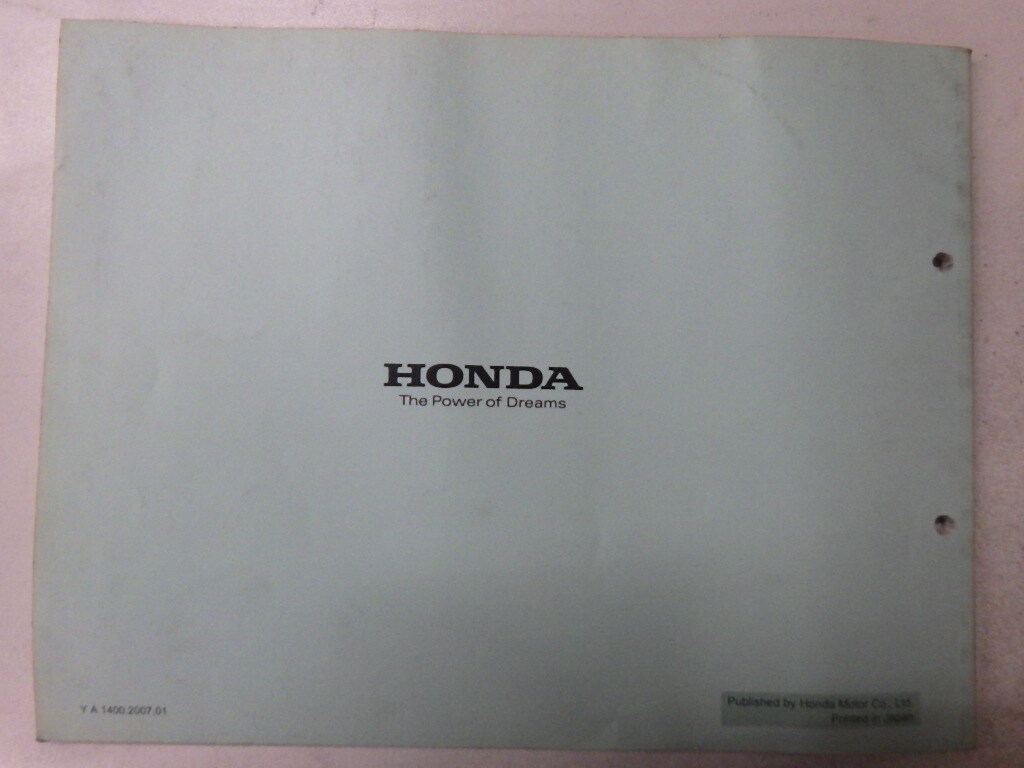 HONDA
The Power of Dreams
Y A 1400.2007.01
Published by Honda Motor Co., Ltd.
Printed in Japan